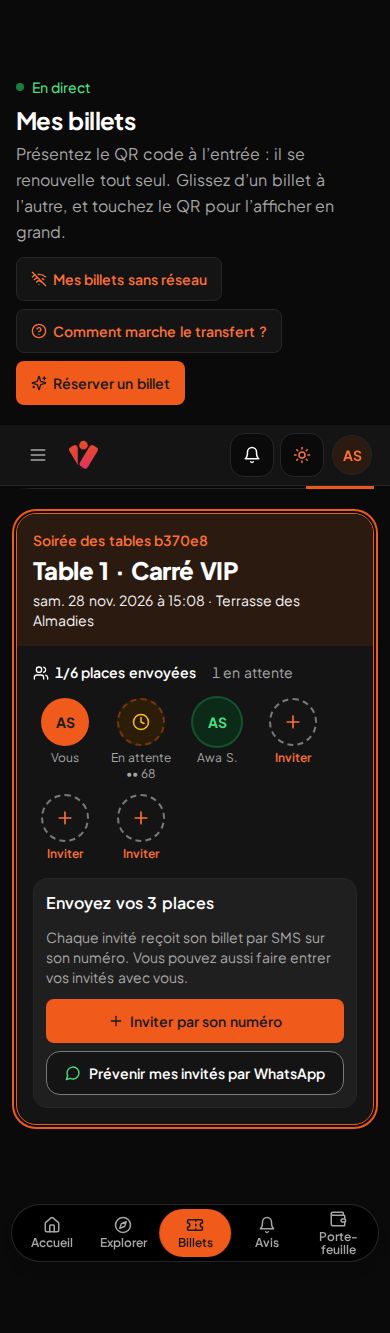 En direct
Mes billets
Présentez le QR code à l’entrée : il se
renouvelle tout seul. Glissez d’un billet à
l’autre, et touchez le QR pour l’afficher en
grand.
Mes billets sans réseau
Comment marche le transfert ?
Réserver un billet
AS
Soirée des tables b370e8
Table 1 · Carré VIP
sam. 28 nov. 2026 à 15:08 · Terrasse des
Almadies
1/6 places envoyées 1 en attente
AS AS
Vous En attente Awa S. Inviter
•• 68
Inviter Inviter
Envoyez vos 3 places
Chaque invité reçoit son billet par SMS sur
son numéro. Vous pouvez aussi faire entrer
vos invités avec vous.
Inviter par son numéro
Prévenir mes invités par WhatsApp
Accueil Explorer Billets Avis Porte-
feuille